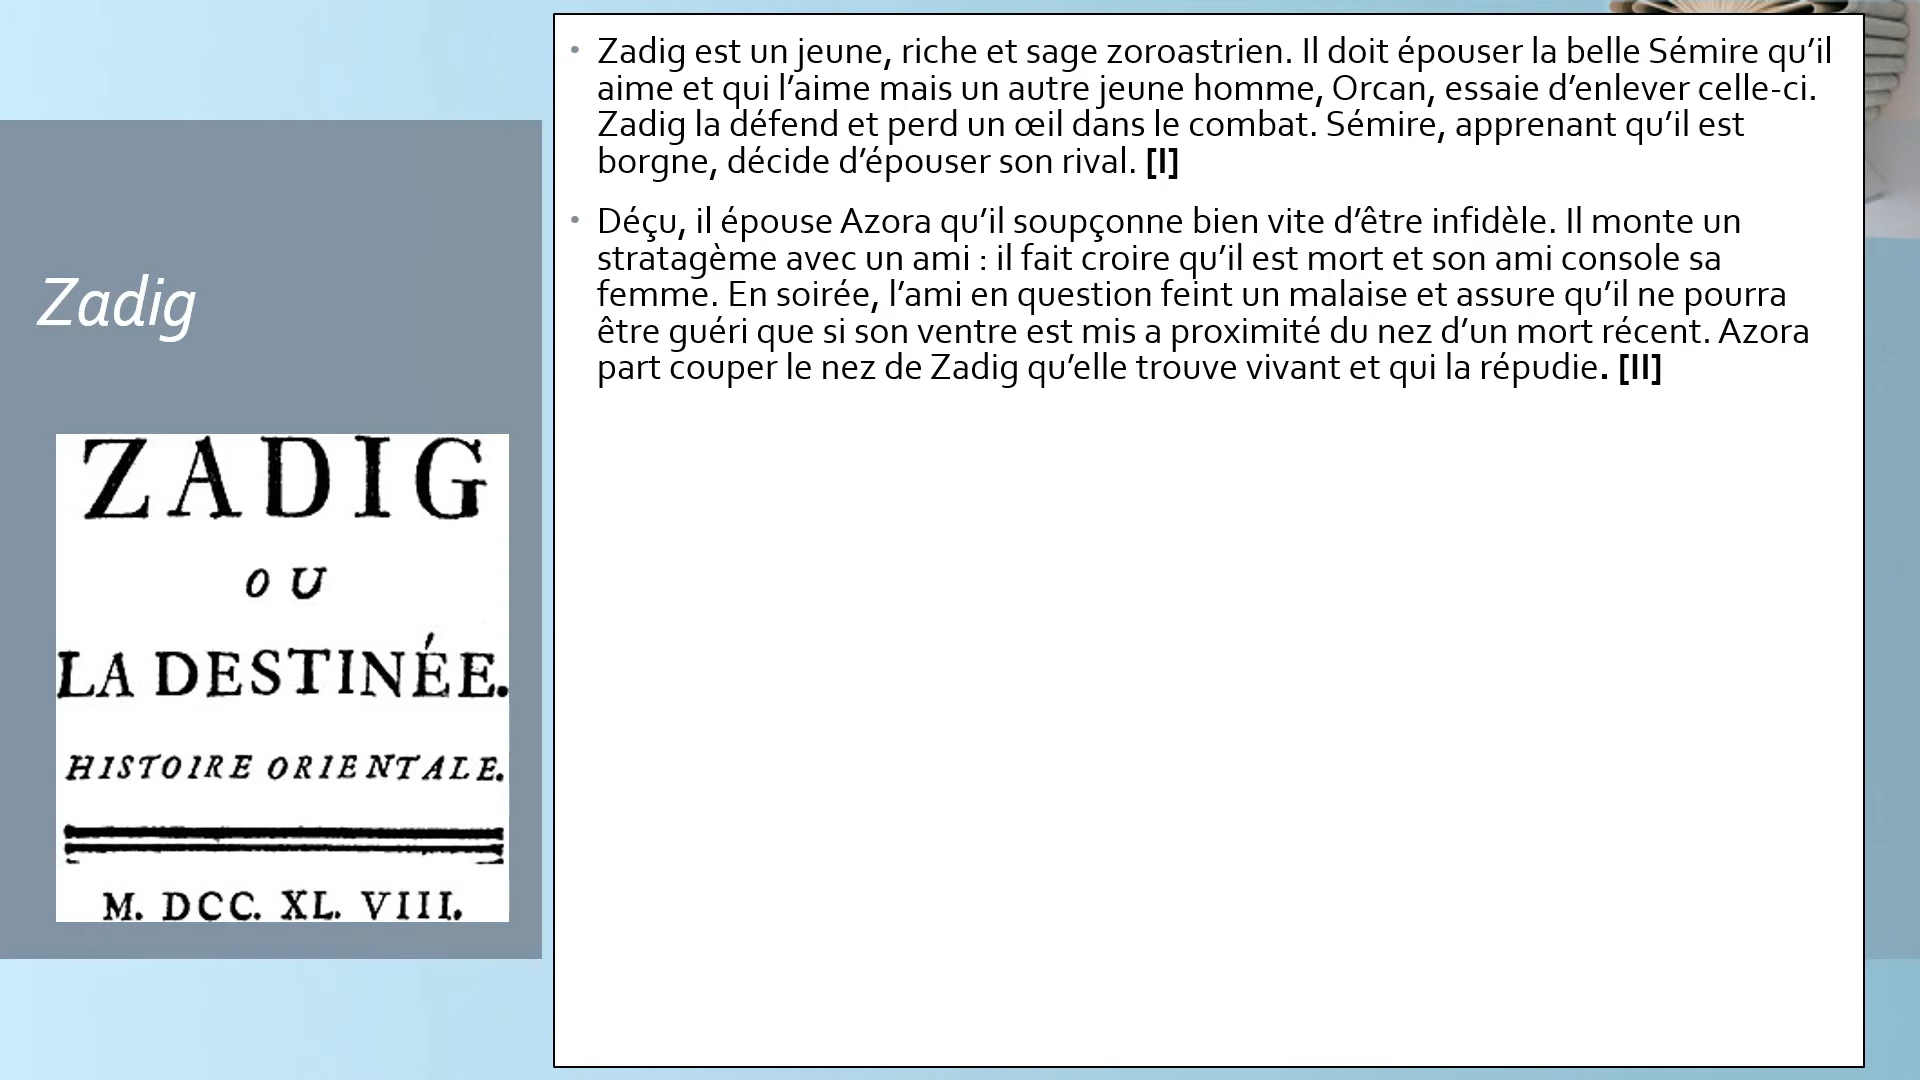 Zadig
ZADIG
OU
LA DESTINÉE.
HISTOIRE ORIENTALE.
M. DCC. XL. VIII.
• Zadig est un jeune, riche et sage zoroastrien. Il doit épouser la belle Sémire qu’il
aime et qui l’aime mais un autre jeune homme, Orcan, essaie d’enlever celle-ci.
Zadig la défend et perd un œil dans le combat. Sémire, apprenant qu’il est
borgne, décide d’épouser son rival. [I]
• Déçu, il épouse Azora qu’il soupçonne bien vite d’être infidèle. Il monte un
stratagème avec un ami : il fait croire qu’il est mort et son ami console sa
femme. En soirée, l’ami en question feint un malaise et assure qu’il ne pourra
être guéri que si son ventre est mis a proximité du nez d’un mort récent. Azora
part couper le nez de Zadig qu’elle trouve vivant et qui la répudie. [II]